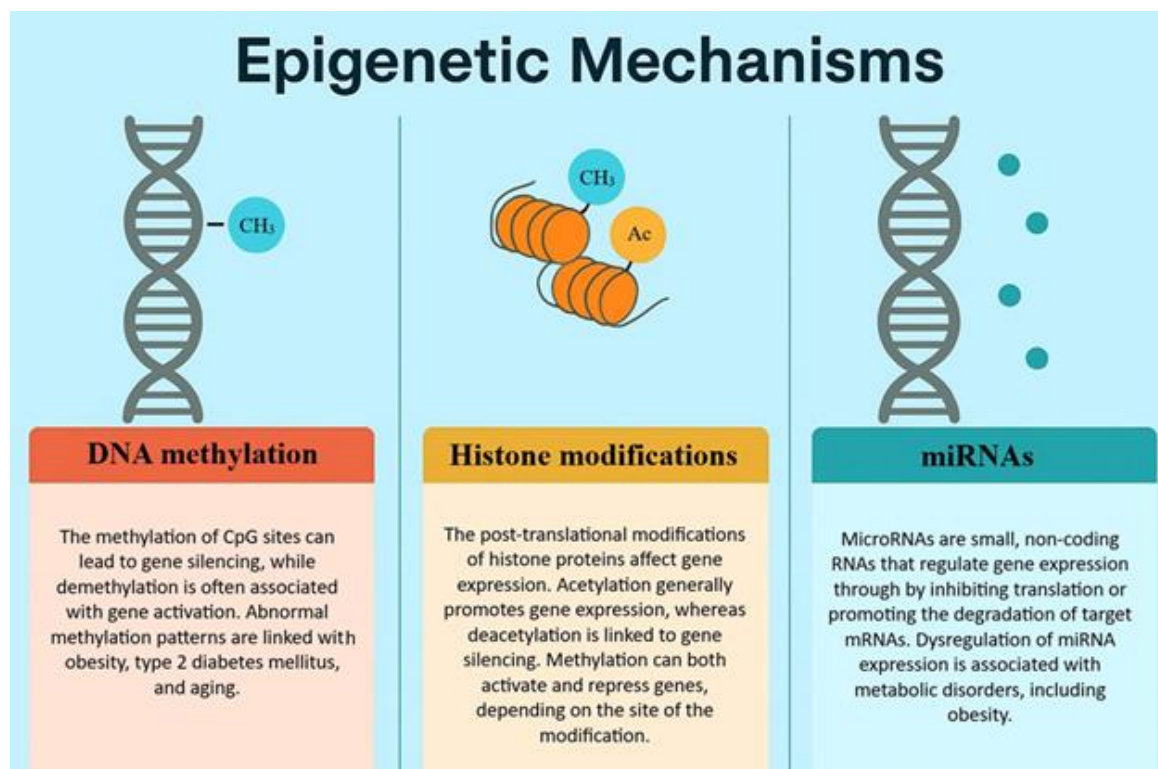 Epigenetic Mechanisms
CH₃
DNA methylation
The methylation of CpG sites can
lead to gene silencing, while
demethylation is often associated
with gene activation. Abnormal
methylation patterns are linked with
obesity, type 2 diabetes mellitus,
and aging.
CH₃
Ac
Histone modifications
The post-translational modifications
of histone proteins affect gene
expression. Acetylation generally
promotes gene expression, whereas
deacetylation is linked to gene
silencing. Methylation can both
activate and repress genes,
depending on the site of the
modification.
miRNAs
MicroRNAs are small, non-coding
RNAs that regulate gene expression
through by inhibiting translation or
promoting the degradation of target
mRNAs. Dysregulation of miRNA
expression is associated with
metabolic disorders, including
obesity.